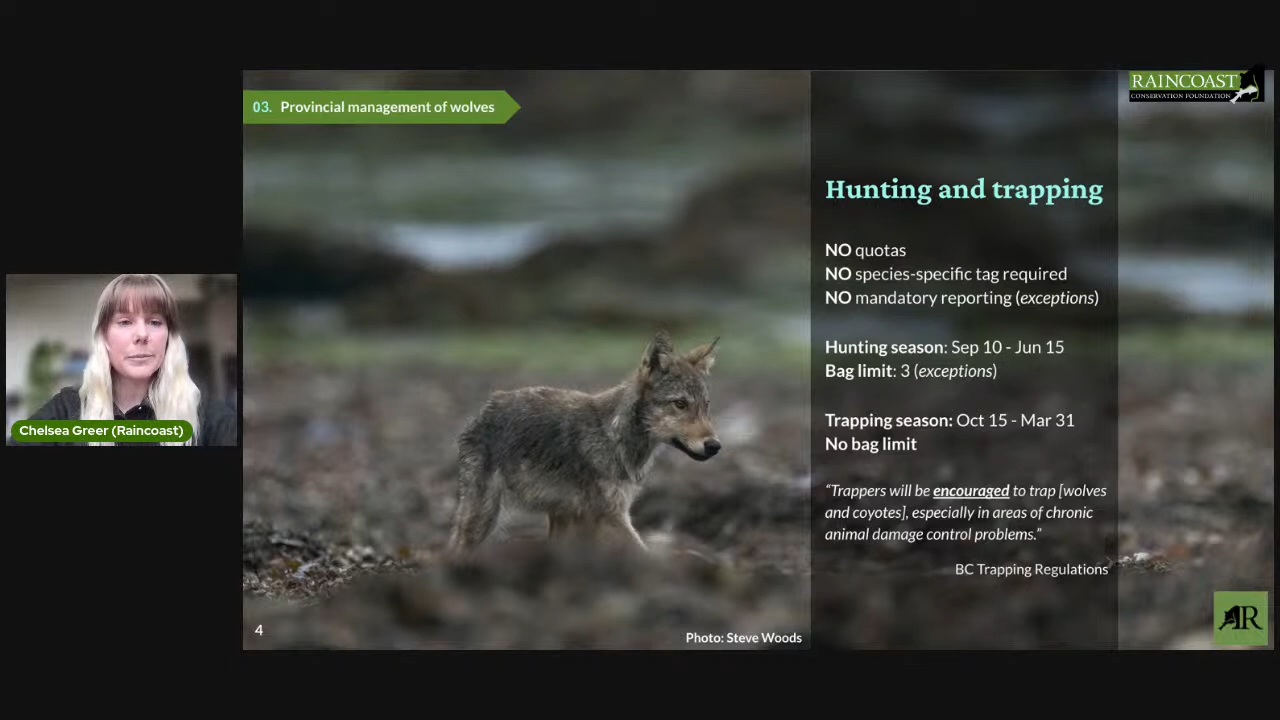 03. Provincial management of wolves
RAINCOAST
CONSERVATION FOUNDATION
Hunting and trapping
NO quotas
NO species-specific tag required
NO mandatory reporting (exceptions)
Hunting season: Sep 10 - Jun 15
Bag limit: 3 (exceptions)
Trapping season: Oct 15 - Mar 31
No bag limit
“Trappers will be encouraged to trap [wolves
and coyotes], especially in areas of chronic
animal damage control problems.”
BC Trapping Regulations
Chelsea Greer (Raincoast)
4
Photo: Steve Woods
R